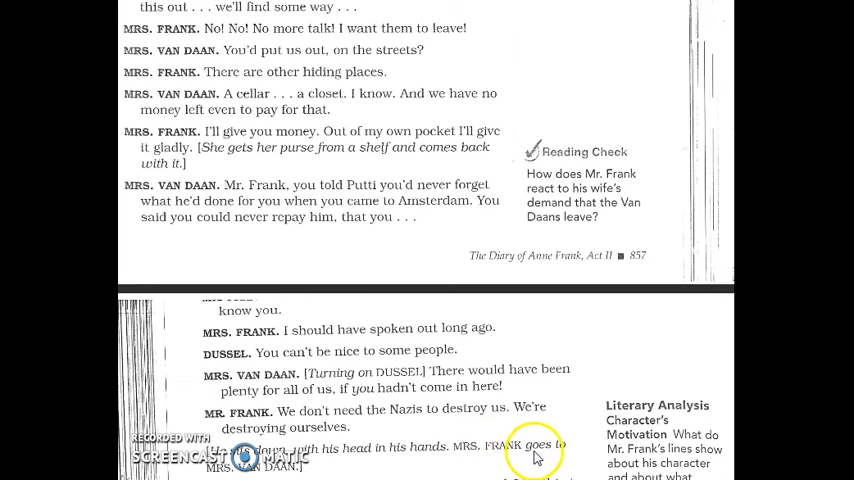 this out . . . we'll find some way . . .
MRS. FRANK. No! No! No more talk! I want them to leave!
MRS. VAN DAAN. You'd put us out, on the streets?
MRS. FRANK. There are other hiding places.
MRS. VAN DAAN. A cellar . . . a closet. I know. And we have no
money left even to pay for that.
MRS. FRANK. I'll give you money. Out of my own pocket I'll give
it gladly. [She gets her purse from a shelf and comes back
with it.]
MRS. VAN DAAN. Mr. Frank, you told Putti you'd never forget
what he'd done for you when you came to Amsterdam. You
said you could never repay him, that you . . .
Reading Check
How does Mr. Frank
react to his wife's
demand that the Van
Daans leave?
The Diary of Anne Frank, Act II ■ 857
know you.
MRS. FRANK. I should have spoken out long ago.
DUSSEL. You can't be nice to some people.
MRS. VAN DAAN. [Turning on DUSSEL] There would have been
plenty for all of us, if you hadn't come in here!
MR. FRANK. We don't need the Nazis to destroy us. We're
destroying ourselves.
[He sits down, with his head in his hands. MRS. FRANK goes to
MRS. VAN DAAN.]
Literary Analysis
Character's
Motivation What do
Mr. Frank's lines show
about his character
and about what
RECORDED WITH
SCREENCAST MATIC